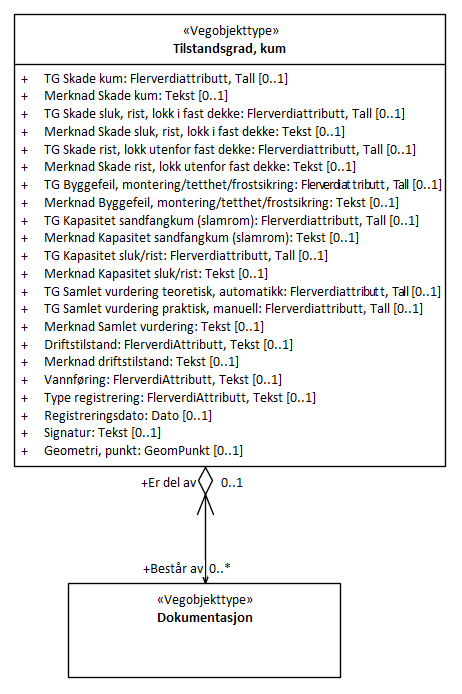 «Vegobjekttype»
Tilstandsgrad, kum
+ TG Skade kum: Flerverdiattributt, Tall [0..1]
+ Merknad Skade kum: Tekst [0..1]
+ TG Skade sluk, rist, lokk i fast dekke: Flerverdiattributt, Tall [0..1]
+ Merknad Skade sluk, rist, lokk i fast dekke: Tekst [0..1]
+ TG Skade rist, lokk utenfor fast dekke: Flerverdiattributt, Tall [0..1]
+ Merknad Skade rist, lokk utenfor fast dekke: Tekst [0..1]
+ TG Byggefeil, montering/tetthet/frostsikring: Flerverdiattributt, Tall [0..1]
+ Merknad Byggefeil, montering/tetthet/frostsikring: Tekst [0..1]
+ TG Kapasitet sandfangkum (slamrom): Flerverdiattributt, Tall [0..1]
+ Merknad Kapasitet sandfangkum (slamrom): Tekst [0..1]
+ TG Kapasitet sluk/rist: Flerverdiattributt, Tall [0..1]
+ Merknad Kapasitet sluk/rist: Tekst [0..1]
+ TG Samlet vurdering teoretisk, automatikk: Flerverdiattributt, Tall [0..1]
+ TG Samlet vurdering praktisk, manuell: Flerverdiattributt, Tall [0..1]
+ Merknad Samlet vurdering: Tekst [0..1]
+ Driftstilstand: FlerverdiAttributt, Tekst [0..1]
+ Merknad driftstilstand: Tekst [0..1]
+ Vannføring: FlerverdiAttributt, Tekst [0..1]
+ Type registrering: FlerverdiAttributt, Tekst [0..1]
+ Registreringsdato: Dato [0..1]
+ Signatur: Tekst [0..1]
+ Geometri, punkt: GeomPunkt [0..1]
+Er del av 0..1
+Består av 0..*
«Vegobjekttype»
Dokumentasjon